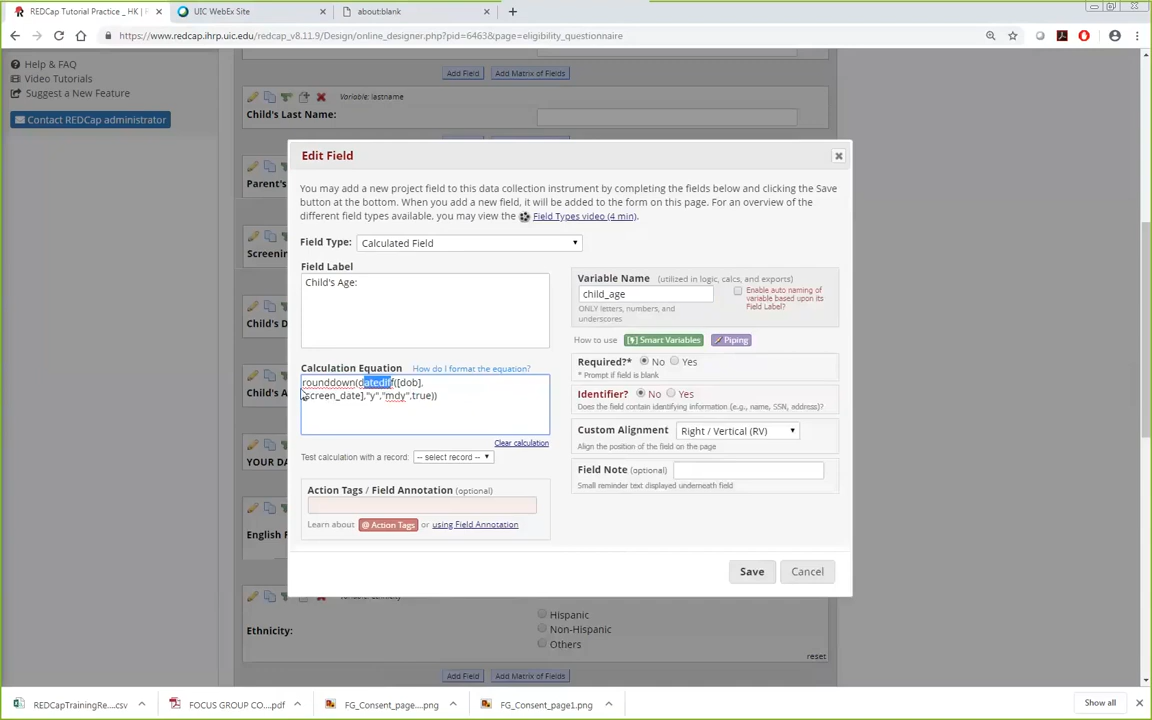 REDCap Tutorial Practice _ HK |
UIC WebEx Site
about:blank
https://www.redcap.ihrp.uic.edu/redcap_v8.11.9/Design/online_designer.php?pid=6463&page=eligibility_questionnaire
Help & FAQ
Video Tutorials
Suggest a New Feature
Contact REDCap administrator
Add Field
Add Matrix of Fields
Variable: lastname
Child's Last Name:
Parent's
Screenin
Child's D
Child's A
YOUR DA
English F
Edit Field
You may add a new project field to this data collection instrument by completing the fields below and clicking the Save
button at the bottom. When you add a new field, it will be added to the form on this page. For an overview of the
different field types available, you may view the Field Types video (4 min).
Field Type: Calculated Field
Field Label
Child's Age:
Variable Name (utilized in logic, calcs, and exports)
child_age
Enable auto naming of
variable based upon its
Field Label?
ONLY letters, numbers, and
underscores
How to use [$] Smart Variables Piping
Calculation Equation How do I format the equation?
rounddown(datediff([dob],
[screen_date],"y","mdy",true))
Clear calculation
Test calculation with a record: -- select record --
Required?* No Yes
* Prompt if field is blank
Identifier? No Yes
Does the field contain identifying information (e.g., name, SSN, address)?
Custom Alignment Right / Vertical (RV)
Align the position of the field on the page
Field Note (optional)
Small reminder text displayed underneath field
Action Tags / Field Annotation (optional)
Learn about @ Action Tags or using Field Annotation
Save
Cancel
Ethnicity:
Hispanic
Non-Hispanic
Others
reset
Add Field
Add Matrix of Fields
REDCapTrainingRe....csv
FOCUS GROUP CO....pdf
FG_Consent_page....png
FG_Consent_page1.png
Show all